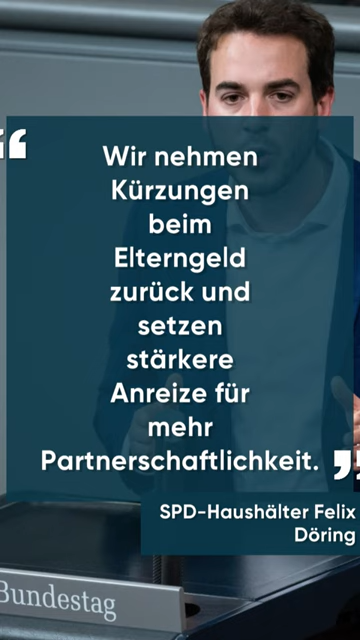 Wir nehmen
Kürzungen
beim
Elterngeld
zurück und
setzen
stärkere
Anreize für
mehr
Partnerschaftlichkeit.
SPD-Haushälter Felix
Döring
Bundestag